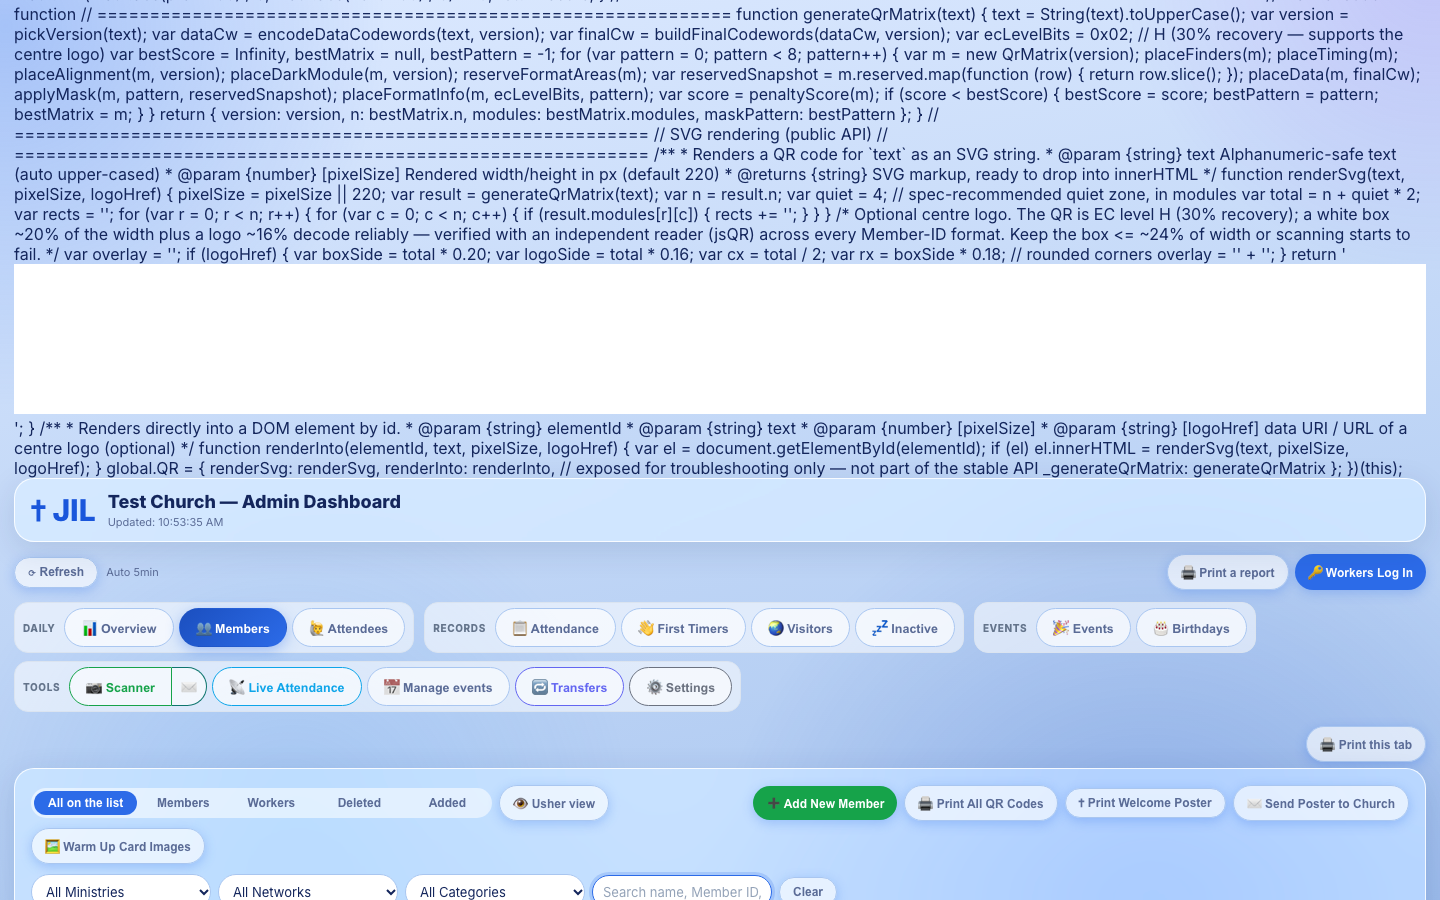 function // ============================================================ function generateQrMatrix(text) { text = String(text).toUpperCase(); var version =
pickVersion(text); var dataCw = encodeDataCodewords(text, version); var finalCw = buildFinalCodewords(dataCw, version); var ecLevelBits = 0x02; // H (30% recovery — supports the
centre logo) var bestScore = Infinity, bestMatrix = null, bestPattern = -1; for (var pattern = 0; pattern < 8; pattern++) { var m = new QrMatrix(version); placeFinders(m); placeTiming(m);
placeAlignment(m, version); placeDarkModule(m, version); reserveFormatAreas(m); var reservedSnapshot = m.reserved.map(function (row) { return row.slice(); }); placeData(m, finalCw);
applyMask(m, pattern, reservedSnapshot); placeFormatInfo(m, ecLevelBits, pattern); var score = penaltyScore(m); if (score < bestScore) { bestScore = score; bestPattern = pattern;
bestMatrix = m; } } return { version: version, n: bestMatrix.n, modules: bestMatrix.modules, maskPattern: bestPattern }; } //
============================================================ // SVG rendering (public API) //
============================================================ /** * Renders a QR code for `text` as an SVG string. * @param {string} text Alphanumeric-safe text
(auto upper-cased) * @param {number} [pixelSize] Rendered width/height in px (default 220) * @returns {string} SVG markup, ready to drop into innerHTML */ function renderSvg(text,
pixelSize, logoHref) { pixelSize = pixelSize || 220; var result = generateQrMatrix(text); var n = result.n; var quiet = 4; // spec-recommended quiet zone, in modules var total = n + quiet * 2;
var rects = ''; for (var r = 0; r < n; r++) { for (var c = 0; c < n; c++) { if (result.modules[r][c]) { rects += ''; } } } /* Optional centre logo. The QR is EC level H (30% recovery); a white box
~20% of the width plus a logo ~16% decode reliably — verified with an independent reader (jsQR) across every Member-ID format. Keep the box <= ~24% of width or scanning starts to
fail. */ var overlay = ''; if (logoHref) { var boxSide = total * 0.20; var logoSide = total * 0.16; var cx = total / 2; var rx = boxSide * 0.18; // rounded corners overlay = '' + ''; } return '
'; } /** * Renders directly into a DOM element by id. * @param {string} elementId * @param {string} text * @param {number} [pixelSize] * @param {string} [logoHref] data URI / URL of a
centre logo (optional) */ function renderInto(elementId, text, pixelSize, logoHref) { var el = document.getElementById(elementId); if (el) el.innerHTML = renderSvg(text, pixelSize,
logoHref); } global.QR = { renderSvg: renderSvg, renderInto: renderInto, // exposed for troubleshooting only — not part of the stable API _generateQrMatrix: generateQrMatrix }; })(this);
✝ JIL Test Church — Admin Dashboard
Updated: 10:53:35 AM
⟳ Refresh Auto 5min 🖨️ Print a report 🔑 Workers Log In
DAILY 📊 Overview 👥 Members 🙋 Attendees RECORDS 📋 Attendance 👋 First Timers 🌏 Visitors 💤 Inactive EVENTS 🎉 Events 🎂 Birthdays
TOOLS 📷 Scanner ✉️ 📡 Live Attendance 📅 Manage events 🔁 Transfers ⚙️ Settings
🖨️ Print this tab
All on the list Members Workers Deleted Added 👁️ Usher view ➕ Add New Member 🖨️ Print All QR Codes ✝ Print Welcome Poster ✉️ Send Poster to Church
🖼️ Warm Up Card Images
All Ministries All Networks All Categories Search name, Member ID, Clear